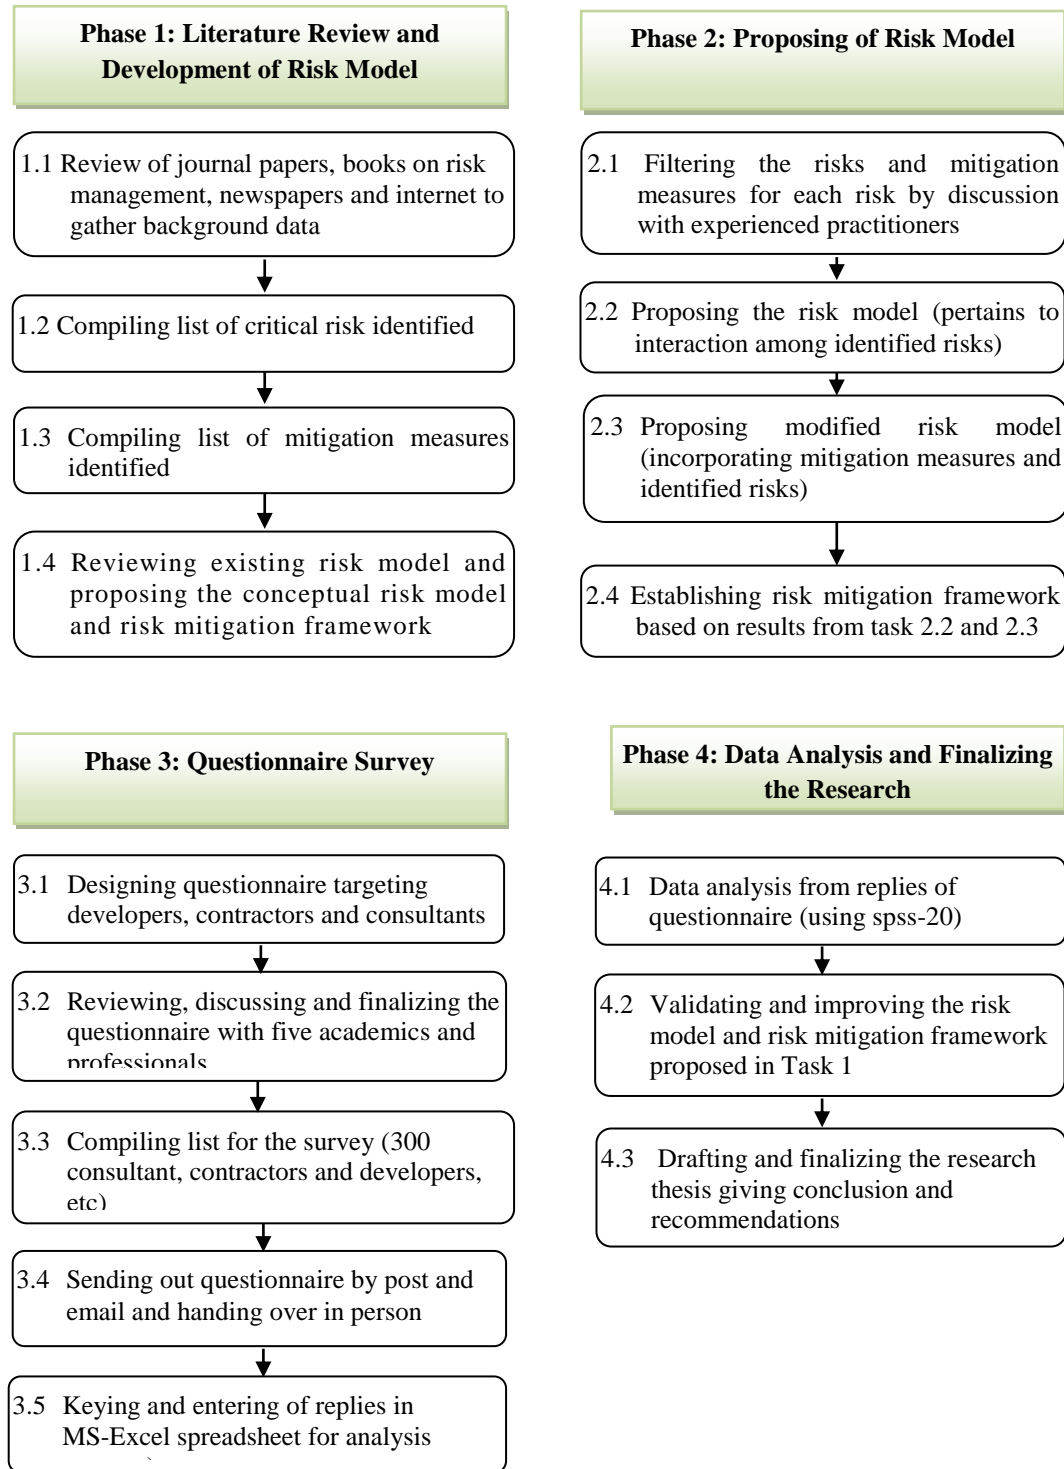 Phase 1: Literature Review and
Development of Risk Model
1.1 Review of journal papers, books on risk
management, newspapers and internet to
gather background data
1.2 Compiling list of critical risk identified
1.3 Compiling list of mitigation measures
identified
1.4 Reviewing existing risk model and
proposing the conceptual risk model
and risk mitigation framework
Phase 2: Proposing of Risk Model
2.1 Filtering the risks and mitigation
measures for each risk by discussion
with experienced practitioners
2.2 Proposing the risk model (pertains to
interaction among identified risks)
2.3 Proposing modified risk model
(incorporating mitigation measures and
identified risks)
2.4 Establishing risk mitigation framework
based on results from task 2.2 and 2.3
Phase 3: Questionnaire Survey
3.1 Designing questionnaire targeting
developers, contractors and consultants
3.2 Reviewing, discussing and finalizing the
questionnaire with five academics and
professionals
3.3 Compiling list for the survey (300
consultant, contractors and developers,
etc)
3.4 Sending out questionnaire by post and
email and handing over in person
3.5 Keying and entering of replies in
MS-Excel spreadsheet for analysis
Phase 4: Data Analysis and Finalizing
the Research
4.1 Data analysis from replies of
questionnaire (using spss-20)
4.2 Validating and improving the risk
model and risk mitigation framework
proposed in Task 1
4.3 Drafting and finalizing the research
thesis giving conclusion and
recommendations